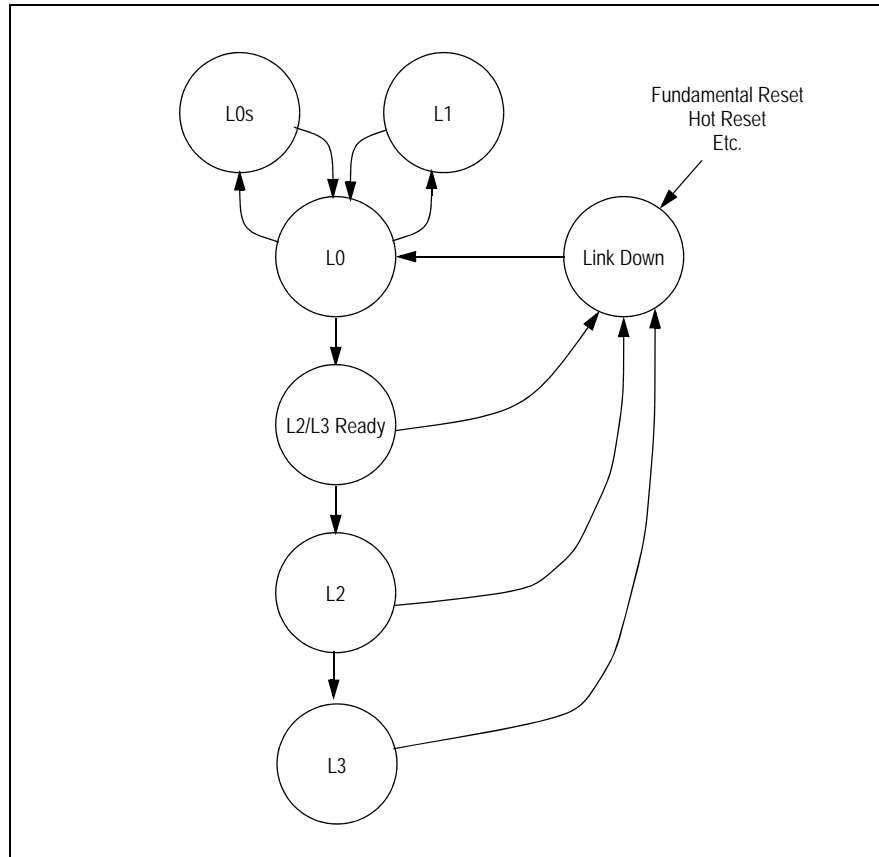 L0s
L1
Fundamental Reset
Hot Reset
Etc.
L0
Link Down
L2/L3 Ready
L2
L3